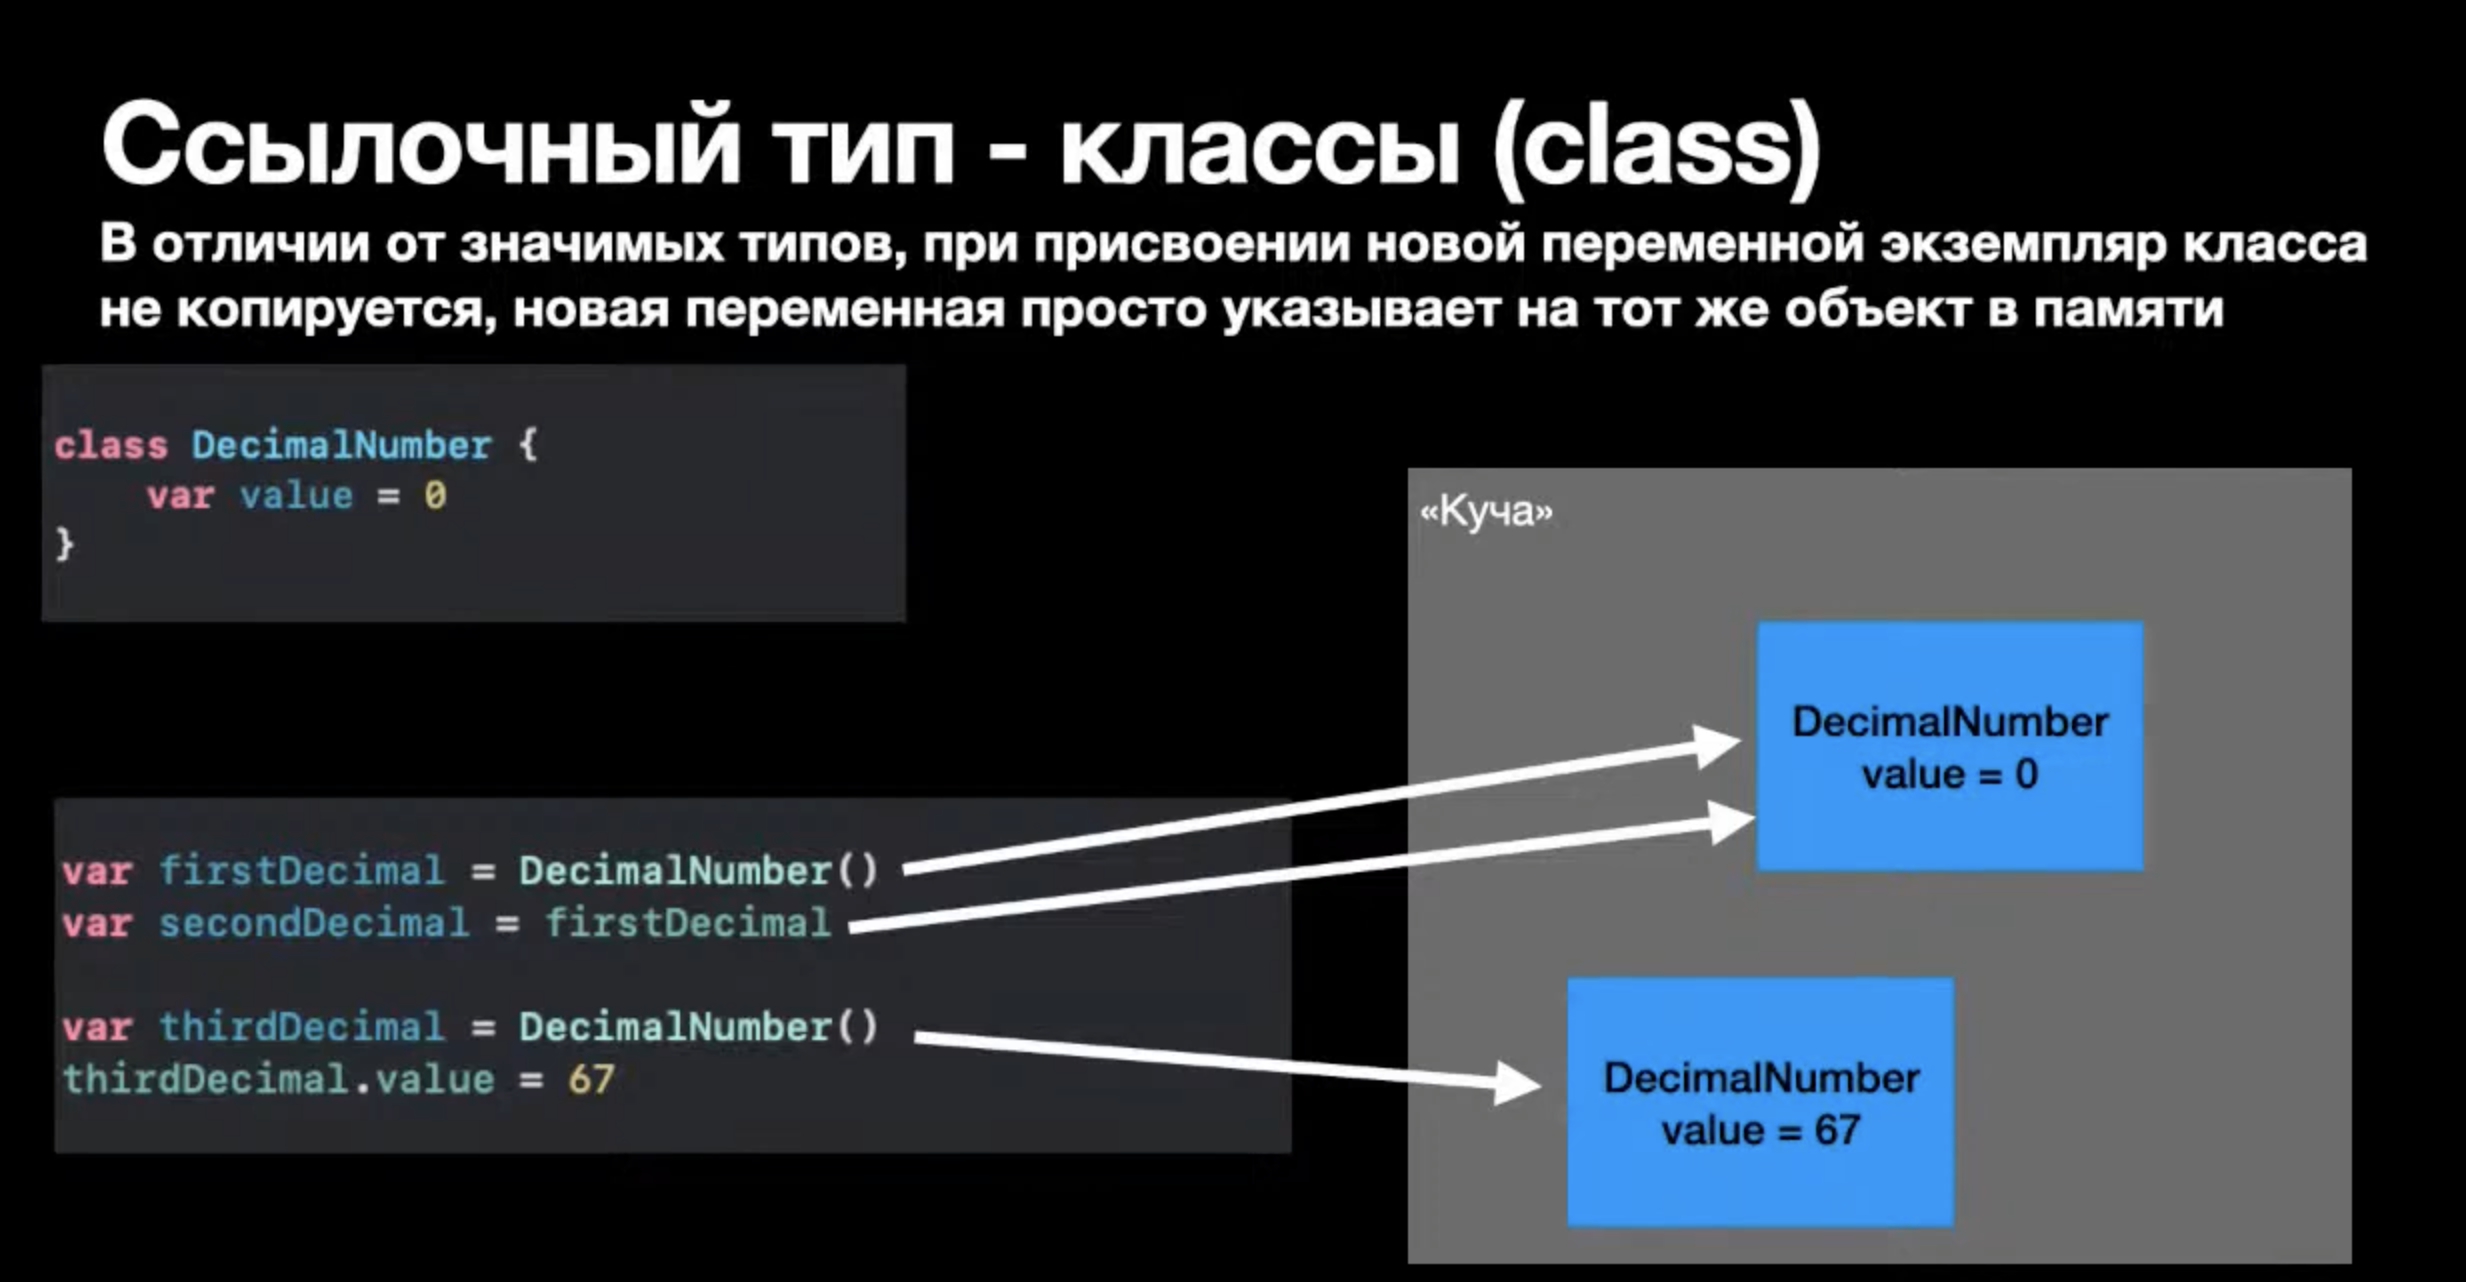 Ссылочный тип - классы (class)
В отличии от значимых типов, при присвоении новой переменной экземпляр класса
не копируется, новая переменная просто указывает на тот же объект в памяти
class DecimalNumber {
    var value = 0
}
«Куча»
DecimalNumber
value = 0
var firstDecimal = DecimalNumber()
var secondDecimal = firstDecimal
var thirdDecimal = DecimalNumber()
thirdDecimal.value = 67
DecimalNumber
value = 67